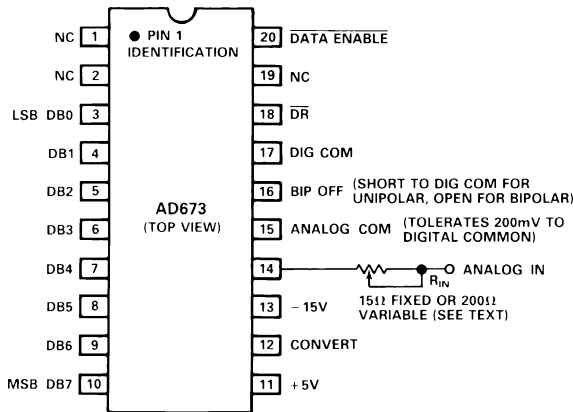 NC 1 ● PIN 1 20 DATA ENABLE
IDENTIFICATION
NC 2 19 NC
LSB DB0 3 18 DR
DB1 4 17 DIG COM
DB2 5 16 BIP OFF (SHORT TO DIG COM FOR
UNIPOLAR, OPEN FOR BIPOLAR)
AD673
(TOP VIEW)
DB3 6 15 ANALOG COM (TOLERATES 200mV TO
DIGITAL COMMON)
DB4 7 14 ANALOG IN
RIN
DB5 8 13 −15V 15Ω FIXED OR 200Ω
VARIABLE (SEE TEXT)
DB6 9 12 CONVERT
MSB DB7 10 11 +5V